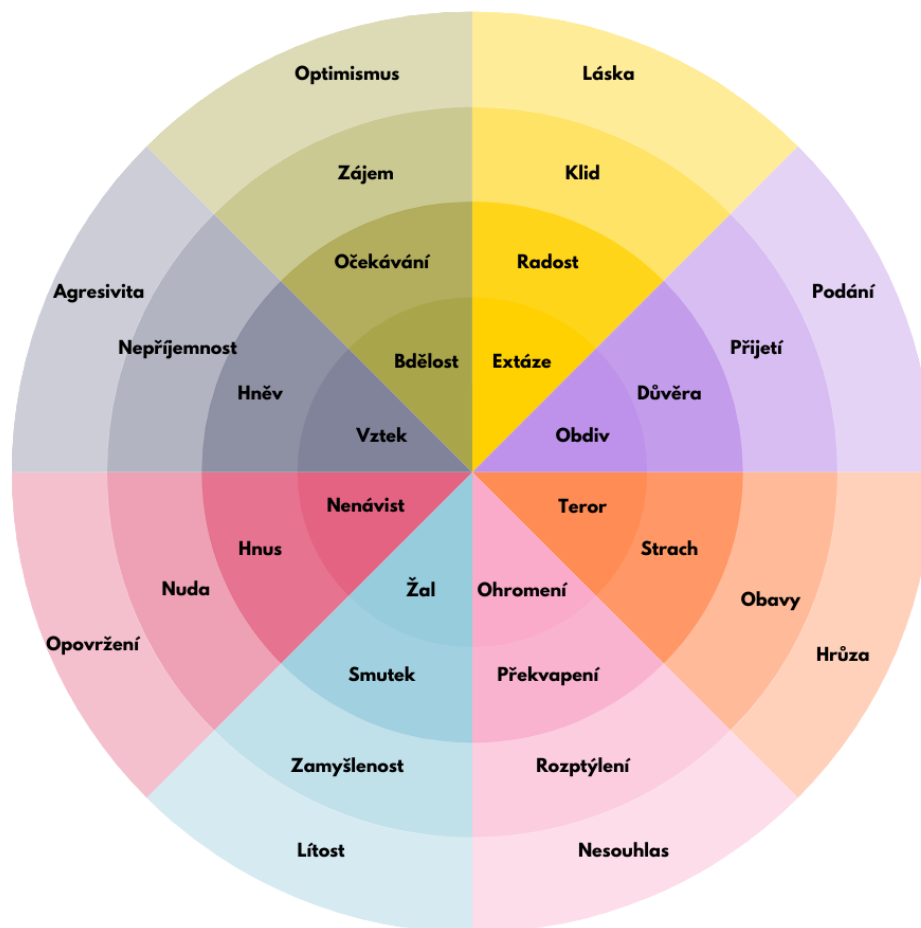 Optimismus
Láska
Zájem
Klid
Očekávání
Radost
Agresivita
Podání
Nepříjemnost
Přijetí
Bdělost
Extáze
Hněv
Důvěra
Vztek
Obdiv
Nenávist
Teror
Hnus
Strach
Nuda
Žal
Ohromení
Obavy
Opovržení
Hrůza
Smutek
Překvapení
Zamyšlenost
Rozptýlení
Lítost
Nesouhlas